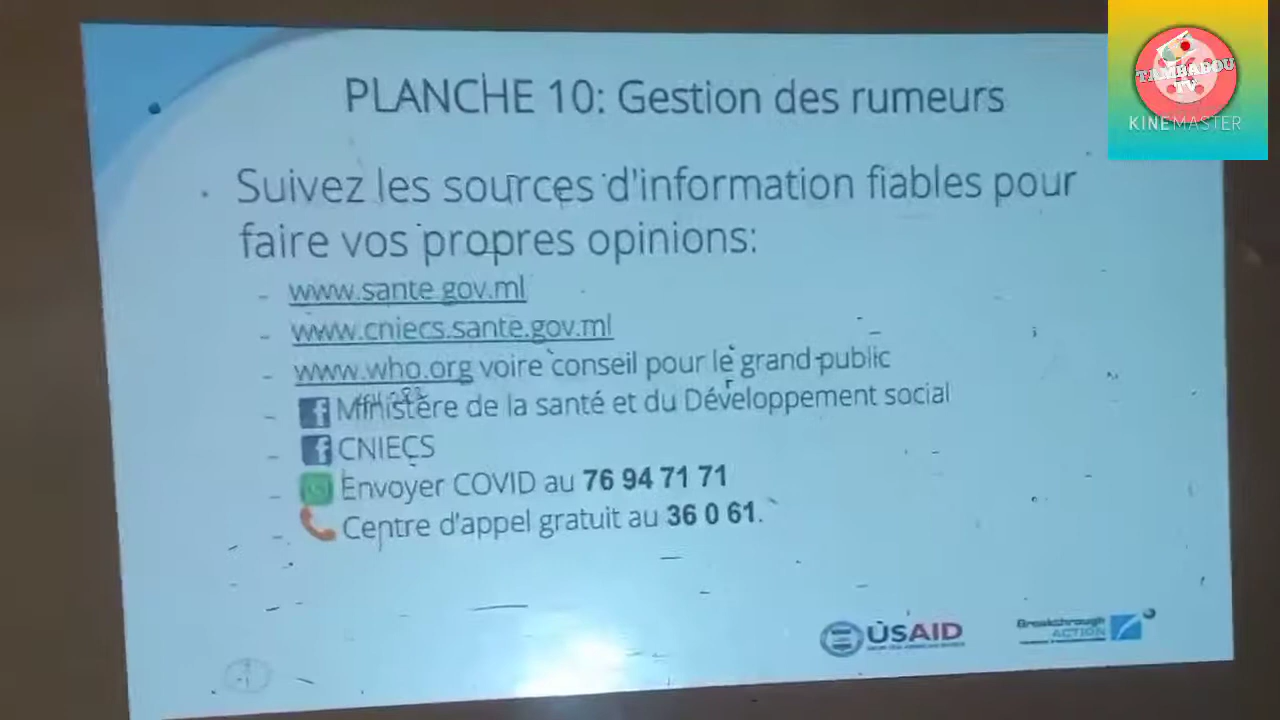 PLANCHE 10: Gestion des rumeurs
Suivez les sources d'information fiables pour
faire vos propres opinions:
- www.sante.gov.ml
- www.cniecs.sante.gov.ml
- www.who.org voire conseil pour le grand public
- Ministère de la santé et du Développement social
- CNIECS
- Envoyer COVID au 76 94 71 71
- Centre d'appel gratuit au 36 0 61.
USAID
Breakthrough
ACTION
TAMBADOU
TV
KINEMASTER